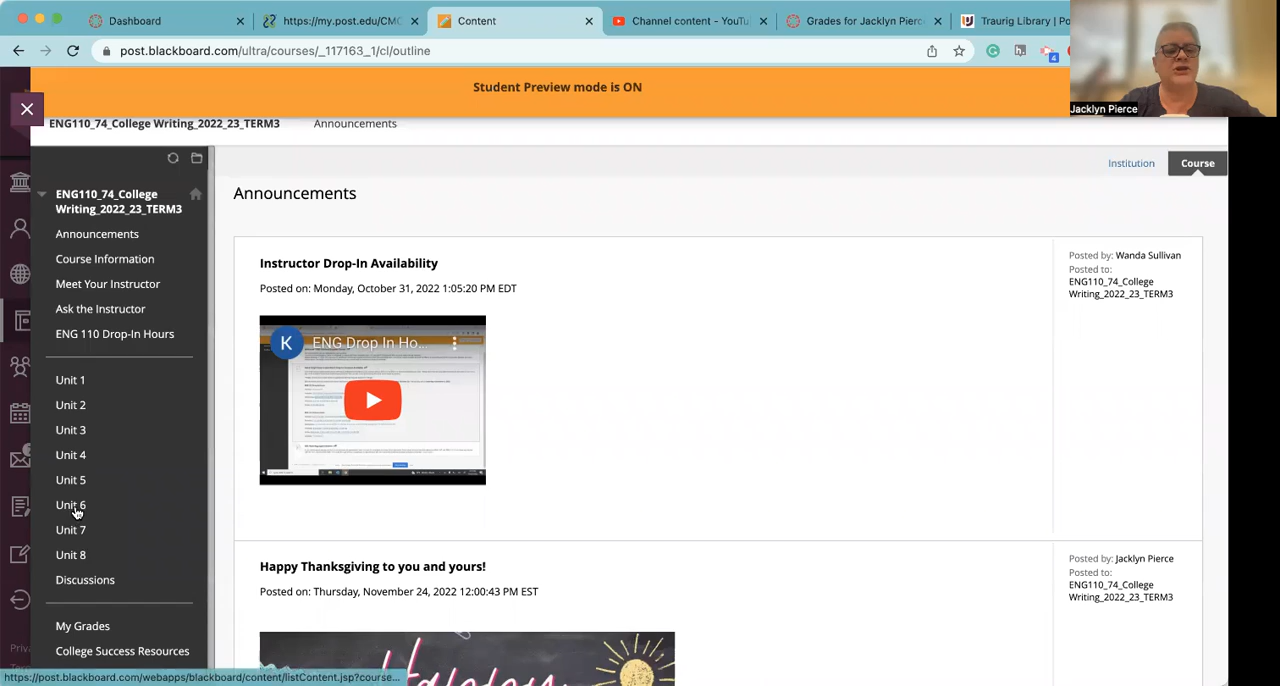 Dashboard
https://my.post.edu/CMC
Content
Channel content - YouTu
Grades for Jacklyn Pierc
Traurig Library | Po
post.blackboard.com/ultra/courses/_117163_1/cl/outline
4
Student Preview mode is ON
Jacklyn Pierce
ENG110_74_College Writing_2022_23_TERM3
Announcements
Institution
Course
ENG110_74_College
Writing_2022_23_TERM3
Announcements
Course Information
Meet Your Instructor
Ask the Instructor
ENG 110 Drop-In Hours
Unit 1
Unit 2
Unit 3
Unit 4
Unit 5
Unit 6
Unit 7
Unit 8
Discussions
My Grades
College Success Resources
Announcements
Instructor Drop-In Availability
Posted on: Monday, October 31, 2022 1:05:20 PM EDT
K
ENG Drop In Ho...
Posted by: Wanda Sullivan
Posted to:
ENG110_74_College
Writing_2022_23_TERM3
Happy Thanksgiving to you and yours!
Posted on: Thursday, November 24, 2022 12:00:43 PM EST
Happy
Posted by: Jacklyn Pierce
Posted to:
ENG110_74_College
Writing_2022_23_TERM3
Priva
https://post.blackboard.com/webapps/blackboard/content/listContent.jsp?course...